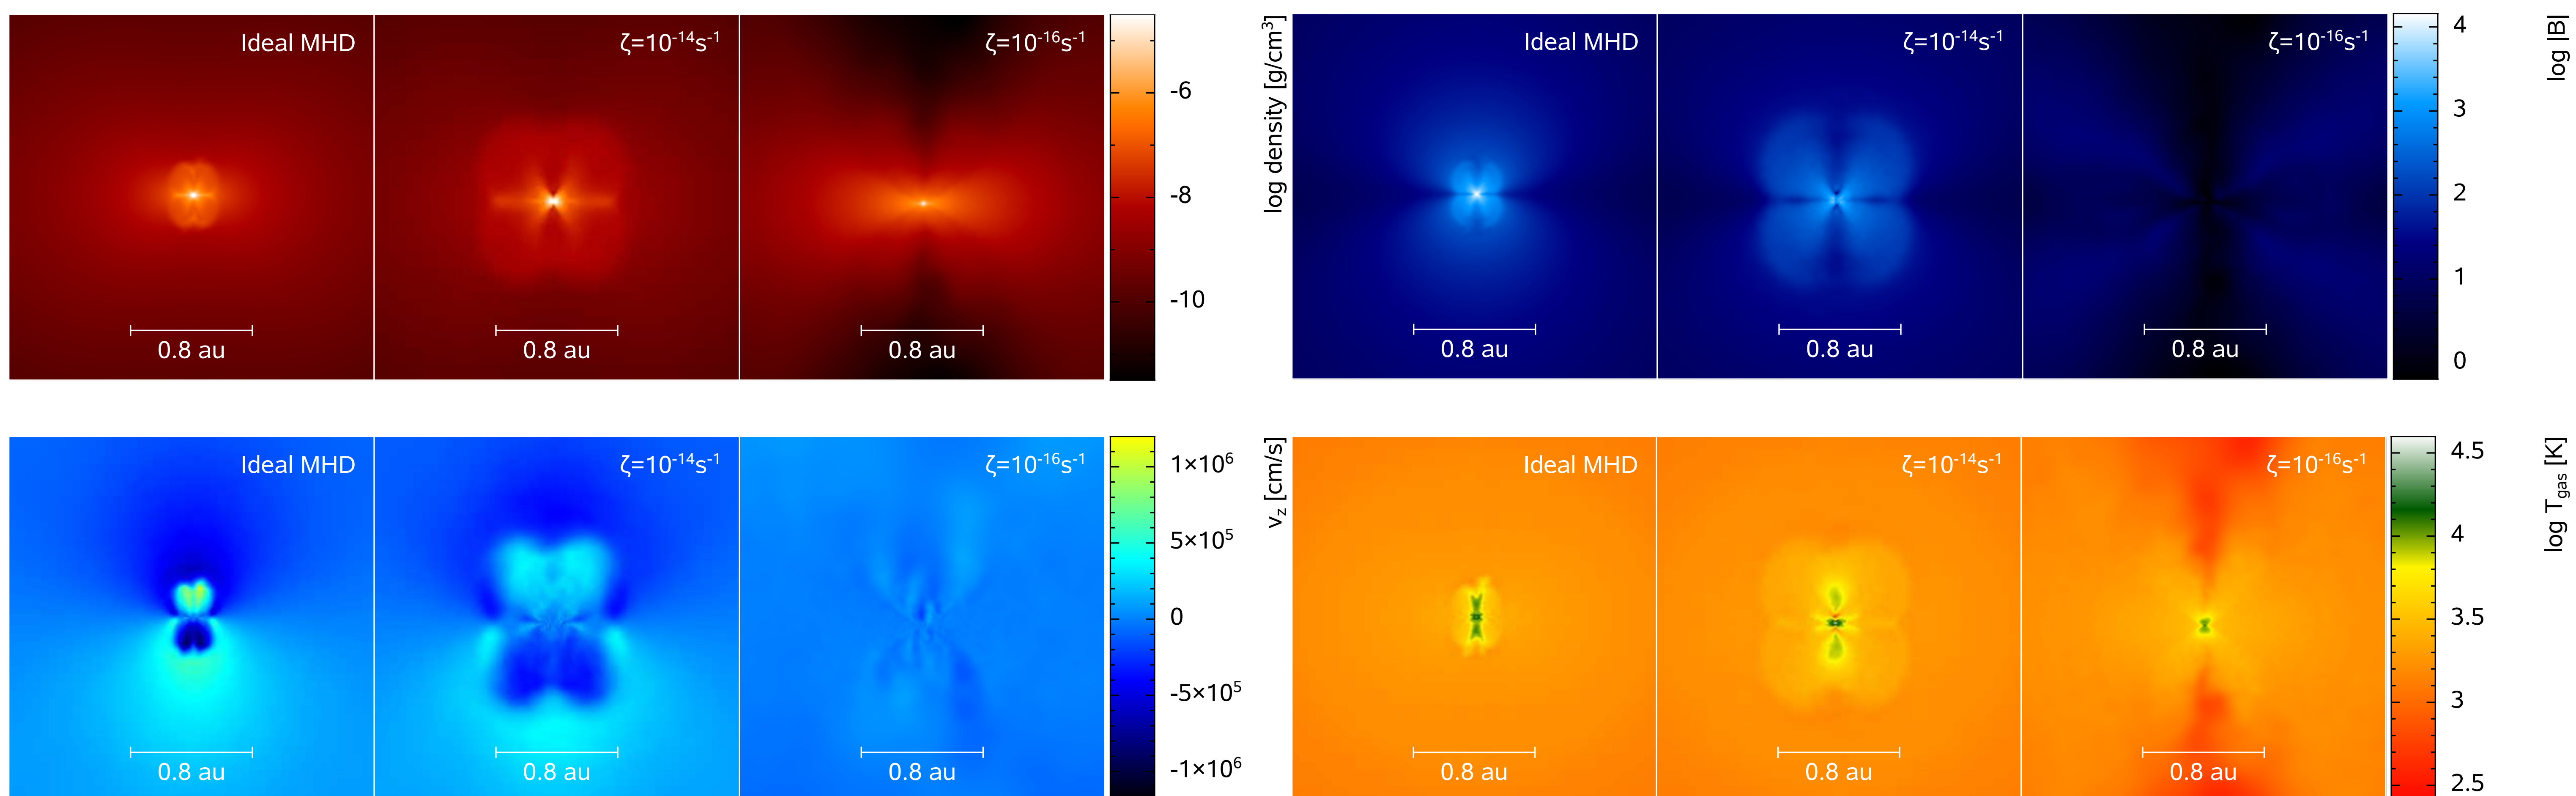 Ideal MHD
ζ=10⁻¹⁴s⁻¹
ζ=10⁻¹⁶s⁻¹
-6
-8
-10
log density [g/cm³]
0.8 au
0.8 au
0.8 au
Ideal MHD
ζ=10⁻¹⁴s⁻¹
ζ=10⁻¹⁶s⁻¹
4
3
2
1
0
log |B|
0.8 au
0.8 au
0.8 au
Ideal MHD
ζ=10⁻¹⁴s⁻¹
ζ=10⁻¹⁶s⁻¹
1×10⁶
5×10⁵
0
-5×10⁵
-1×10⁶
v_z [cm/s]
0.8 au
0.8 au
0.8 au
Ideal MHD
ζ=10⁻¹⁴s⁻¹
ζ=10⁻¹⁶s⁻¹
4.5
4
3.5
3
2.5
log T_gas [K]
0.8 au
0.8 au
0.8 au